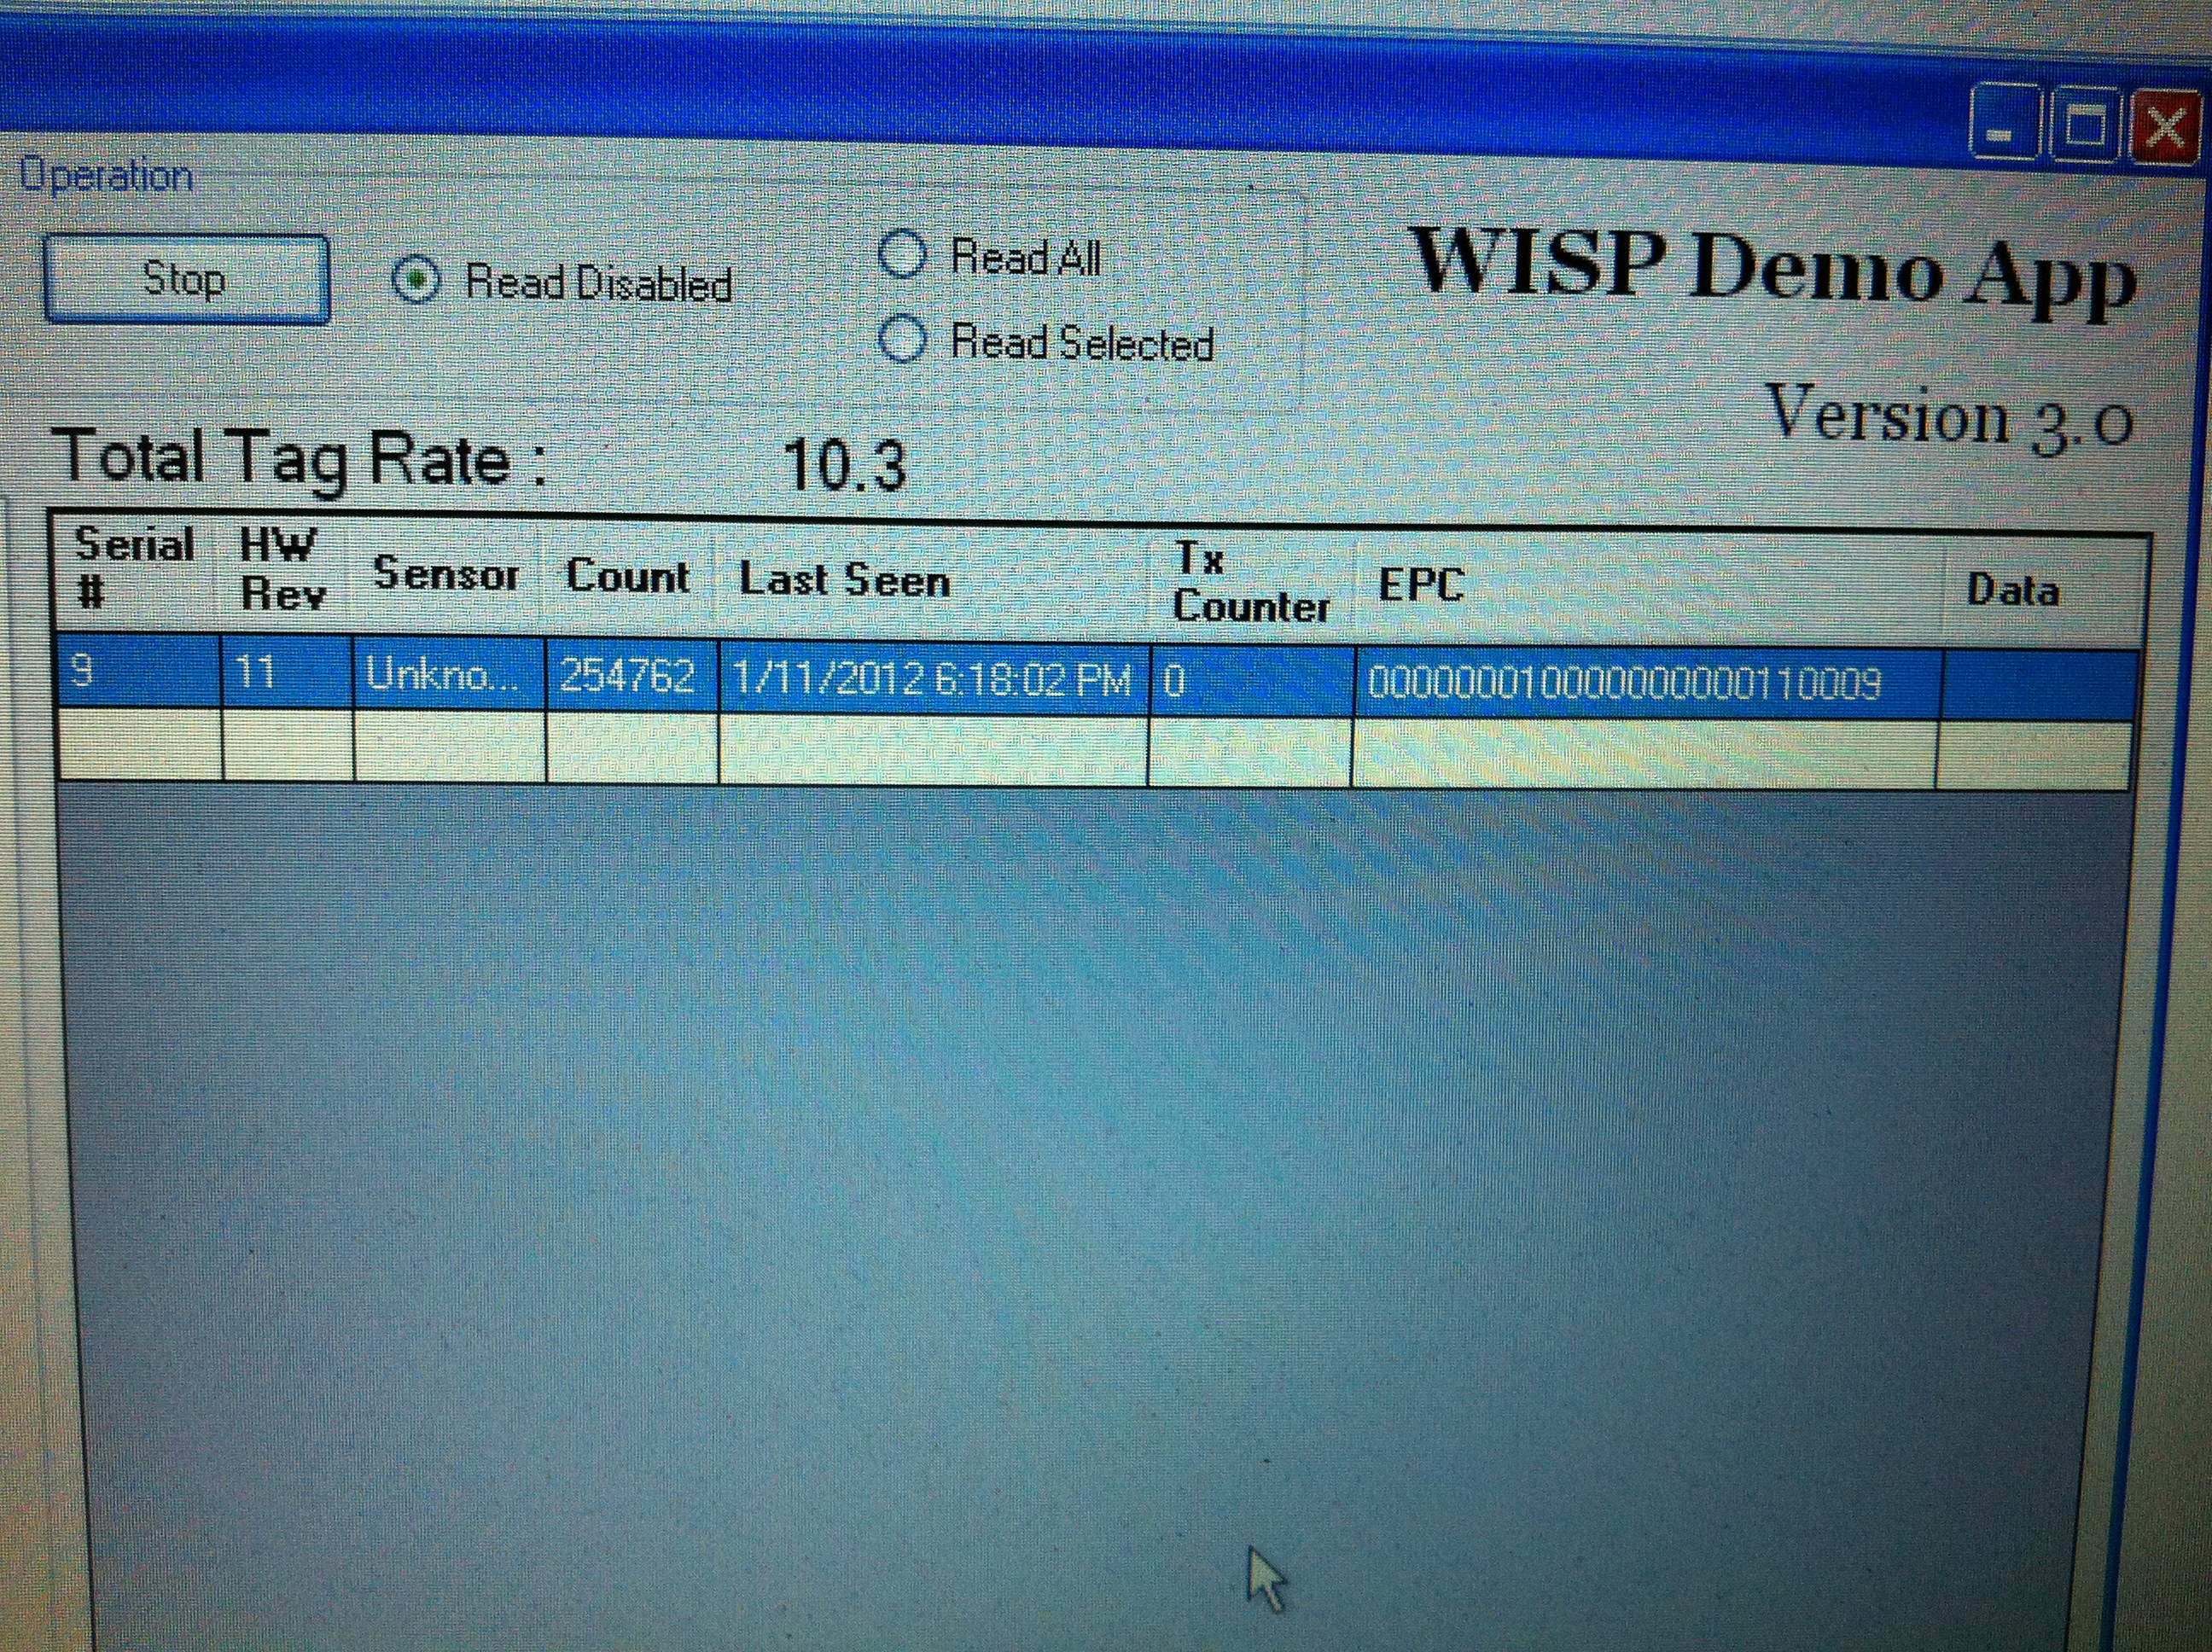 Operation
Stop
Read Disabled
Read All
Read Selected
WISP Demo App
Version 3.0
Total Tag Rate : 10.3
Serial # HW Rev Sensor Count Last Seen Tx Counter EPC Data
9 11 Unkno... 254762 1/11/2012 6:18:02 PM 0 000000010000000000110009